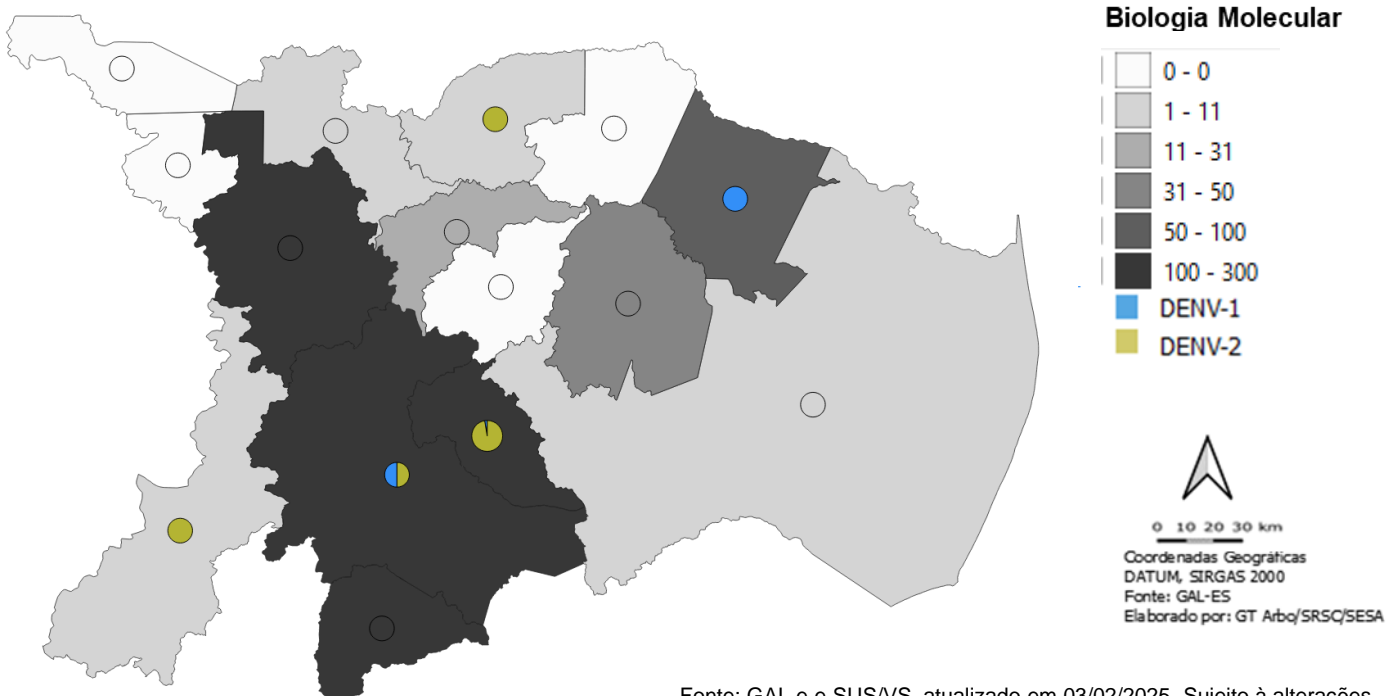 Biologia Molecular
0 - 0
1 - 11
11 - 31
31 - 50
50 - 100
100 - 300
DENV-1
DENV-2
0 10 20 30 km
Coordenadas Geográficas
DATUM, SIRGAS 2000
Fonte: GAL-ES
Elaborado por: GT Arbo/SRSC/SESA
Fonte: GAL e e-SUS/VS, atualizado em 03/02/2025. Sujeito à alterações